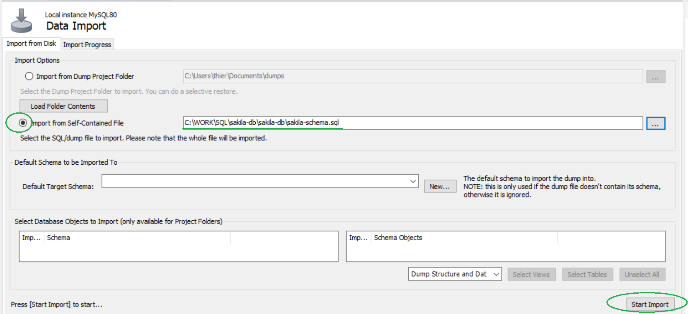 Local instance MySQL80
Data Import
Import from Disk Import Progress
Import Options
Import from Dump Project Folder C:\Users\thier\Documents\dumps ...
Select the Dump Project Folder to import. You can do a selective restore.
Load Folder Contents
Import from Self-Contained File C:\WORK\SQL\sakila-db\sakila-db\sakila-schema.sql ...
Select the SQL/dump file to import. Please note that the whole file will be imported.
Default Schema to be Imported To
Default Target Schema: New... The default schema to import the dump into.
NOTE: this is only used if the dump file doesn't contain its schema,
otherwise it is ignored.
Select Database Objects to Import (only available for Project Folders)
Imp... Schema Imp... Schema Objects
Dump Structure and Dat Select Views Select Tables Unselect All
Press [Start Import] to start... Start Import